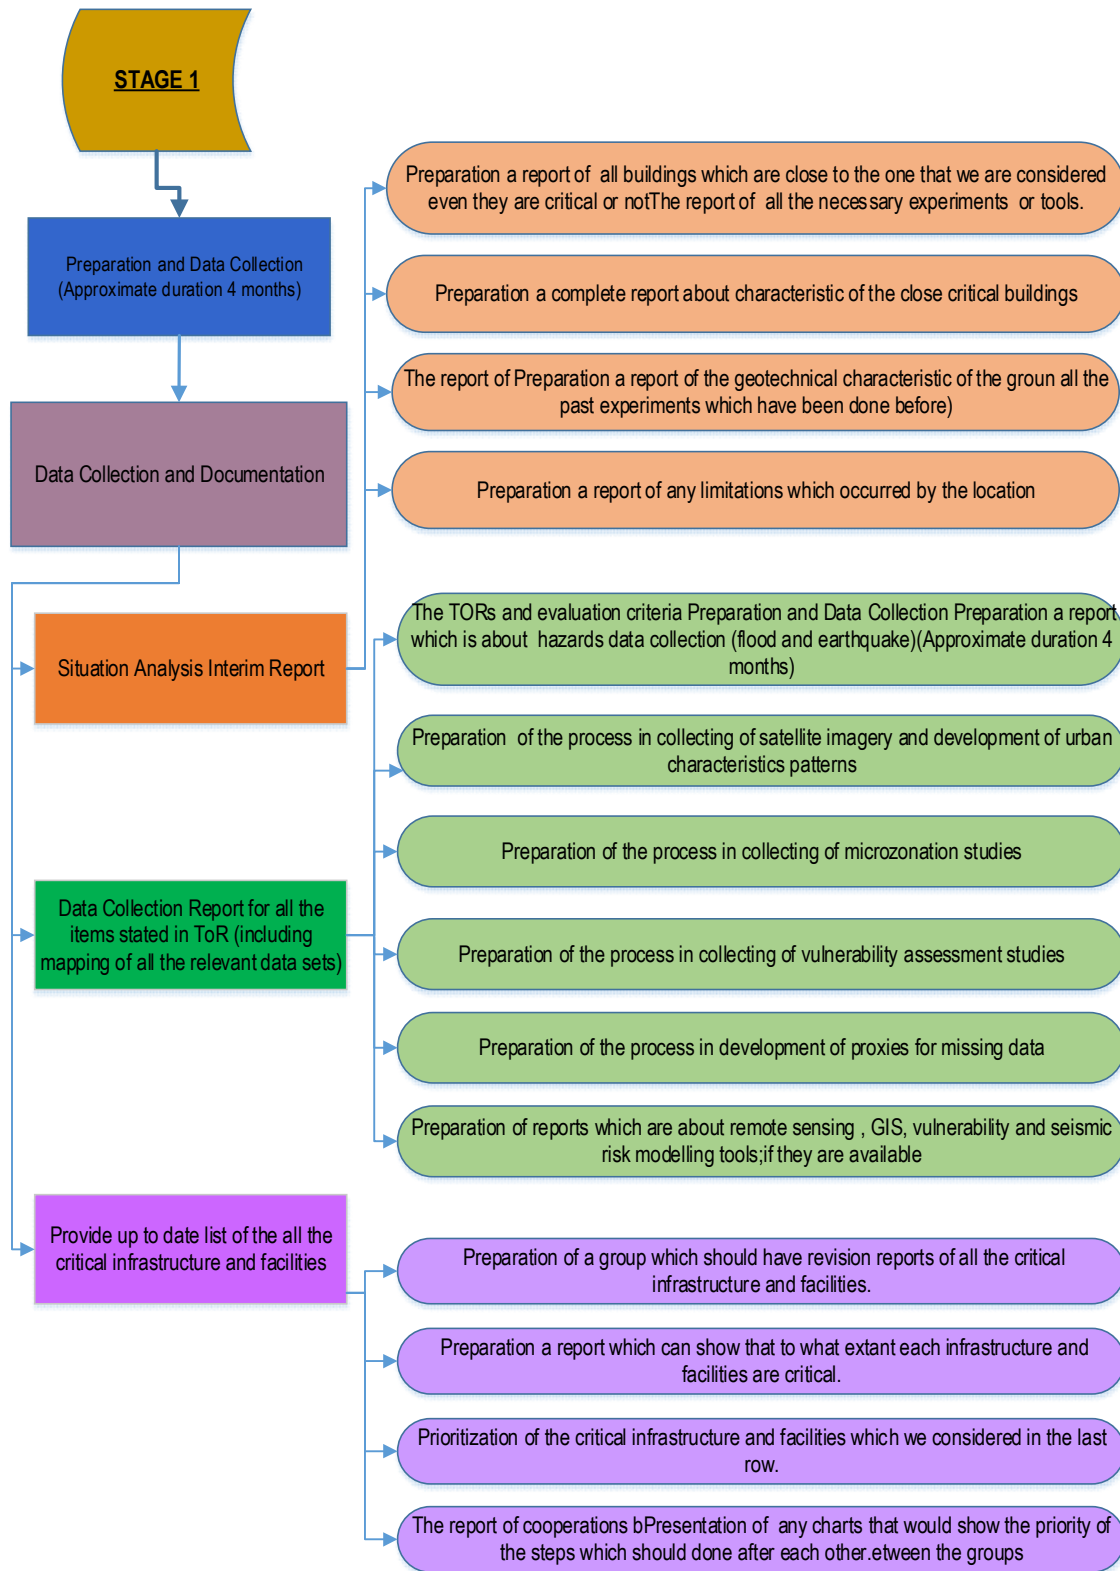 STAGE 1
Preparation and Data Collection
(Approximate duration 4 months)
Data Collection and Documentation
Situation Analysis Interim Report
Preparation a report of all buildings which are close to the one that we are considered
even they are critical or notThe report of all the necessary experiments or tools.
Preparation a complete report about characteristic of the close critical buildings
The report of Preparation a report of the geotechnical characteristic of the groun all the
past experiments which have been done before)
Preparation a report of any limitations which occurred by the location
Data Collection Report for all the
items stated in ToR (including
mapping of all the relevant data sets)
The TORs and evaluation criteria Preparation and Data Collection Preparation a report
which is about hazards data collection (flood and earthquake)(Approximate duration 4
months)
Preparation of the process in collecting of satellite imagery and development of urban
characteristics patterns
Preparation of the process in collecting of microzonation studies
Preparation of the process in collecting of vulnerability assessment studies
Preparation of the process in development of proxies for missing data
Preparation of reports which are about remote sensing , GIS, vulnerability and seismic
risk modelling tools;if they are available
Provide up to date list of the all the
critical infrastructure and facilities
Preparation of a group which should have revision reports of all the critical
infrastructure and facilities.
Preparation a report which can show that to what extant each infrastructure and
facilities are critical.
Prioritization of the critical infrastructure and facilities which we considered in the last
row.
The report of cooperations bPresentation of any charts that would show the priority of
the steps which should done after each other.etween the groups